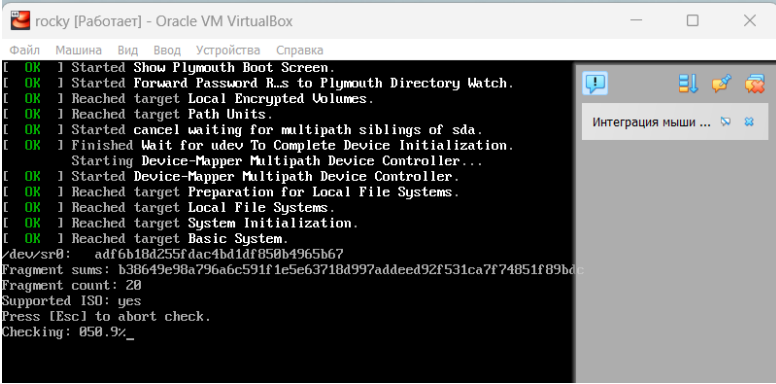 rocky [Работает] - Oracle VM VirtualBox
Файл Машина Вид Ввод Устройства Справка
[ OK ] Started Show Plymouth Boot Screen.
[ OK ] Started Forward Password R…s to Plymouth Directory Watch.
[ OK ] Reached target Local Encrypted Volumes.
[ OK ] Reached target Path Units.
[ OK ] Started cancel waiting for multipath siblings of sda.
[ OK ] Finished Wait for udev To Complete Device Initialization.
Starting Device-Mapper Multipath Device Controller...
[ OK ] Started Device-Mapper Multipath Device Controller.
[ OK ] Reached target Preparation for Local File Systems.
[ OK ] Reached target Local File Systems.
[ OK ] Reached target System Initialization.
[ OK ] Reached target Basic System.
/dev/sr0: adf6b18d255fdac4bd1df850b4965b67
Fragment sums: b38649e98a796a6c591f1e5e63718d997addeed92f531ca7f74851f89bdc
Fragment count: 20
Supported ISO: yes
Press [Esc] to abort check.
Checking: 050.9%_
Интеграция мыши ...